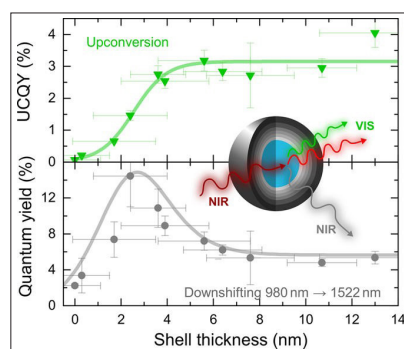 Upconversion
UCQY (%)
4
3
2
1
0
VIS
NIR
NIR
Quantum yield (%)
12
8
4
0
Downshifting 980 nm → 1522 nm
0 2 4 6 8 10 12 14
Shell thickness (nm)